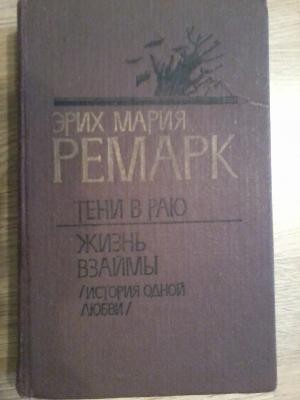 ЭРИХ МАРИЯ
РЕМАРК
ТЕНИ В РАЮ
ЖИЗНЬ
ВЗАЙМЫ
/ИСТОРИЯ ОДНОЙ
ЛЮБВИ/